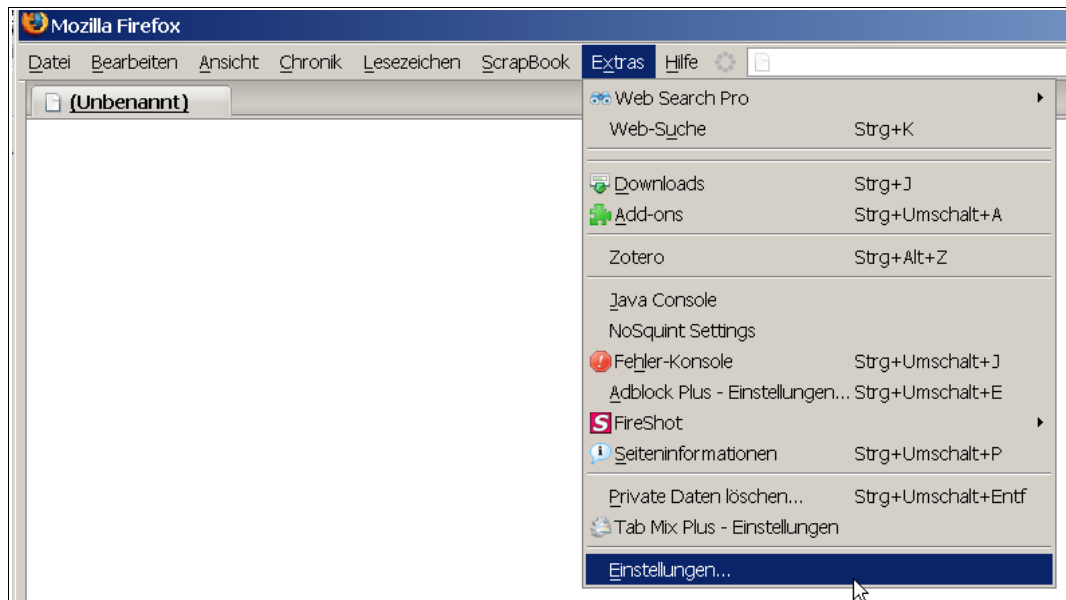 Mozilla Firefox
Datei Bearbeiten Ansicht Chronik Lesezeichen ScrapBook Extras Hilfe
(Unbenannt)
Web Search Pro
Web-Suche Strg+K
Downloads Strg+J
Add-ons Strg+Umschalt+A
Zotero Strg+Alt+Z
Java Console
NoSquint Settings
Fehler-Konsole Strg+Umschalt+J
Adblock Plus - Einstellungen... Strg+Umschalt+E
FireShot
Seiteninformationen Strg+Umschalt+P
Private Daten löschen... Strg+Umschalt+Entf
Tab Mix Plus - Einstellungen
Einstellungen...